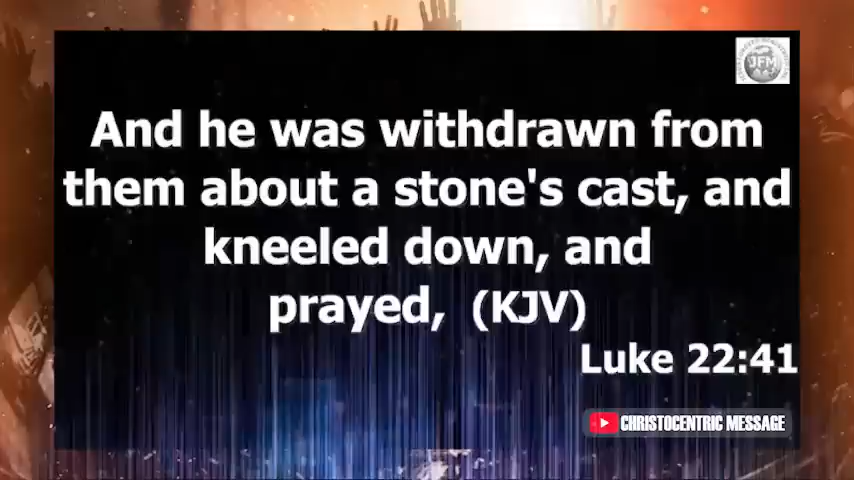 JFM
And he was withdrawn from
them about a stone's cast, and
kneeled down, and
prayed, (KJV)
Luke 22:41
CHRISTOCENTRIC MESSAGE